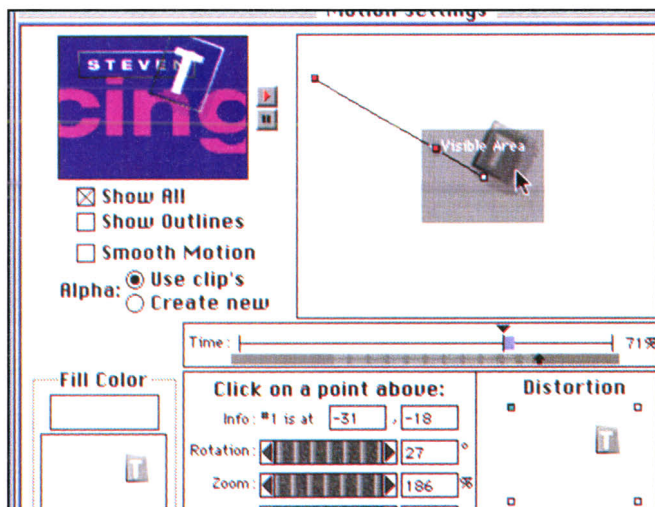 Motion Settings
STEVEN
T
cing
Visible Area
T
Show All
Show Outlines
Smooth Motion
Alpha:
Use clip's
Create new
Time:
71%
Fill Color
Click on a point above:
Distortion
Info: #1 is at -31 , -18
T
T
Rotation: 27 °
Zoom: 186 %